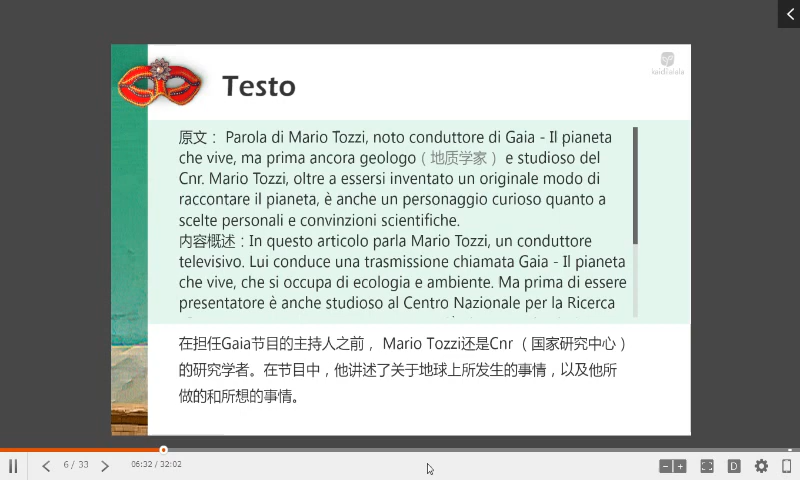 kaidialala
Testo
原文： Parola di Mario Tozzi, noto conduttore di Gaia - Il pianeta
che vive, ma prima ancora geologo（地质学家）e studioso del
Cnr. Mario Tozzi, oltre a essersi inventato un originale modo di
raccontare il pianeta, è anche un personaggio curioso quanto a
scelte personali e convinzioni scientifiche.
内容概述：In questo articolo parla Mario Tozzi, un conduttore
televisivo. Lui conduce una trasmissione chiamata Gaia - Il pianeta
che vive, che si occupa di ecologia e ambiente. Ma prima di essere
presentatore è anche studioso al Centro Nazionale per la Ricerca
在担任Gaia节目的主持人之前， Mario Tozzi还是Cnr （国家研究中心）
的研究学者。在节目中，他讲述了关于地球上所发生的事情，以及他所
做的和所想的事情。
6 / 33
06:32 / 32:02
D